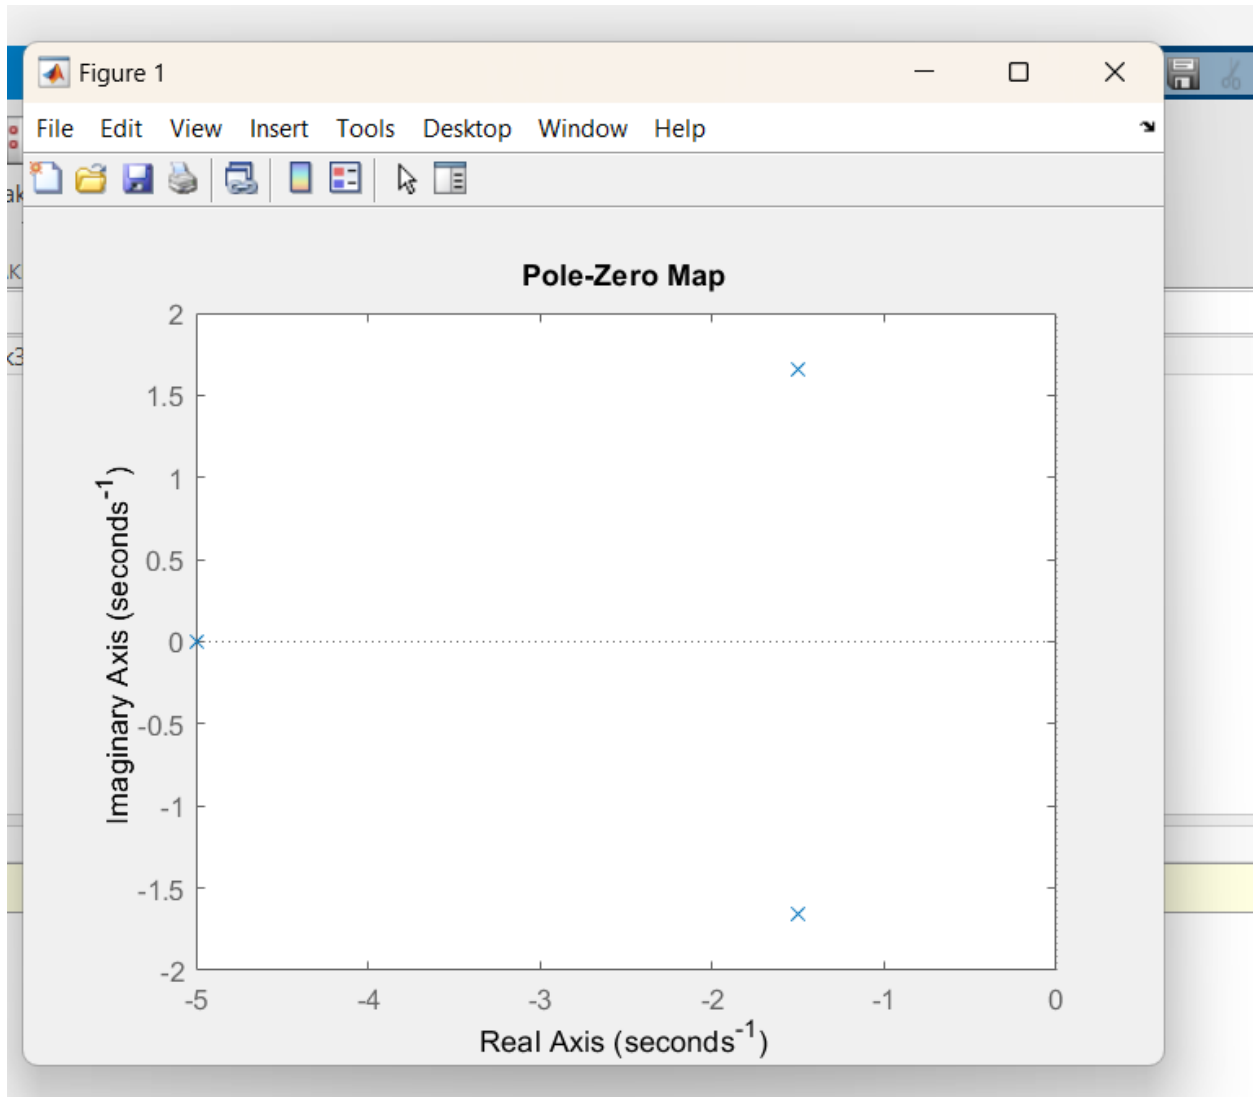 Figure 1
File Edit View Insert Tools Desktop Window Help
ak
K
k3
Pole-Zero Map
2
1.5
1
0.5
0
-0.5
-1
-1.5
-2
Imaginary Axis (seconds⁻¹)
-5 -4 -3 -2 -1 0
Real Axis (seconds⁻¹)